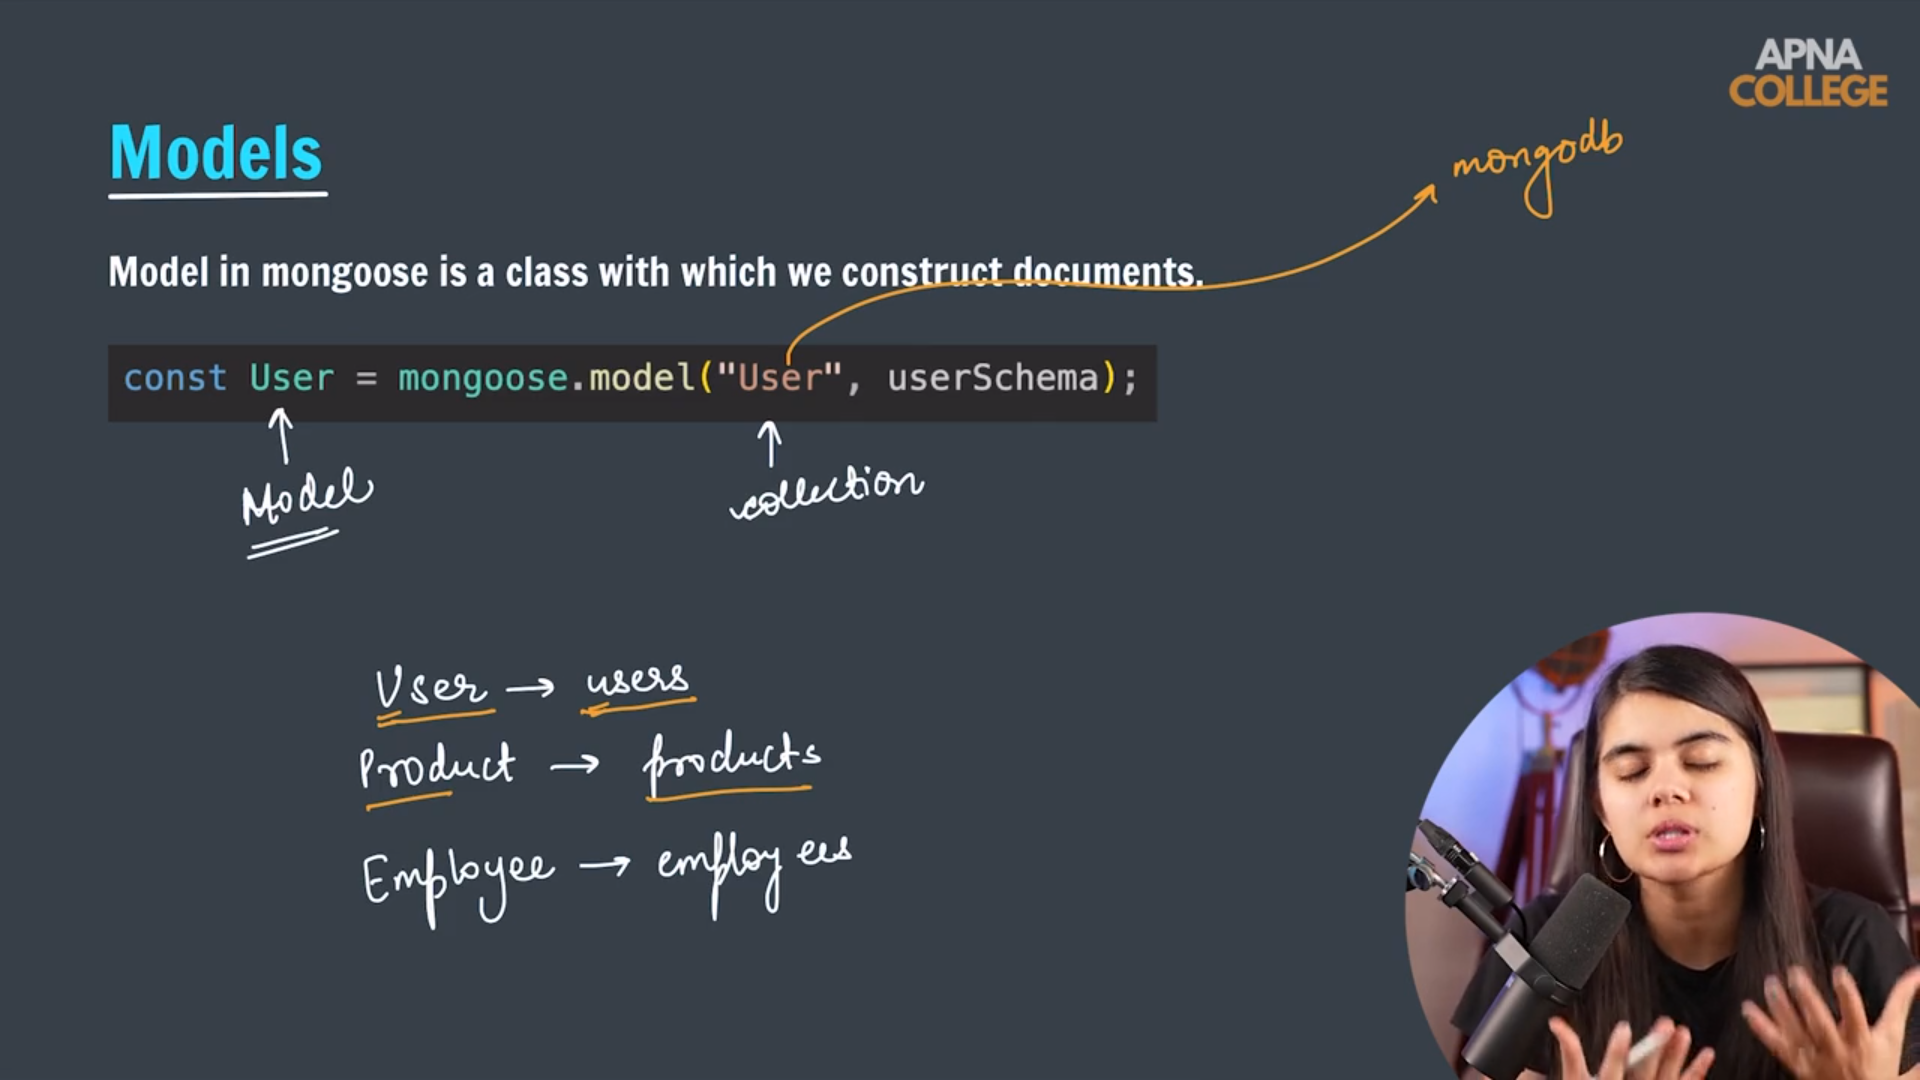 APNA
COLLEGE
mongodb
Models
Model in mongoose is a class with which we construct documents.
const User = mongoose.model("User", userSchema);
Model
collection
User → users
Product → products
Employee → employees